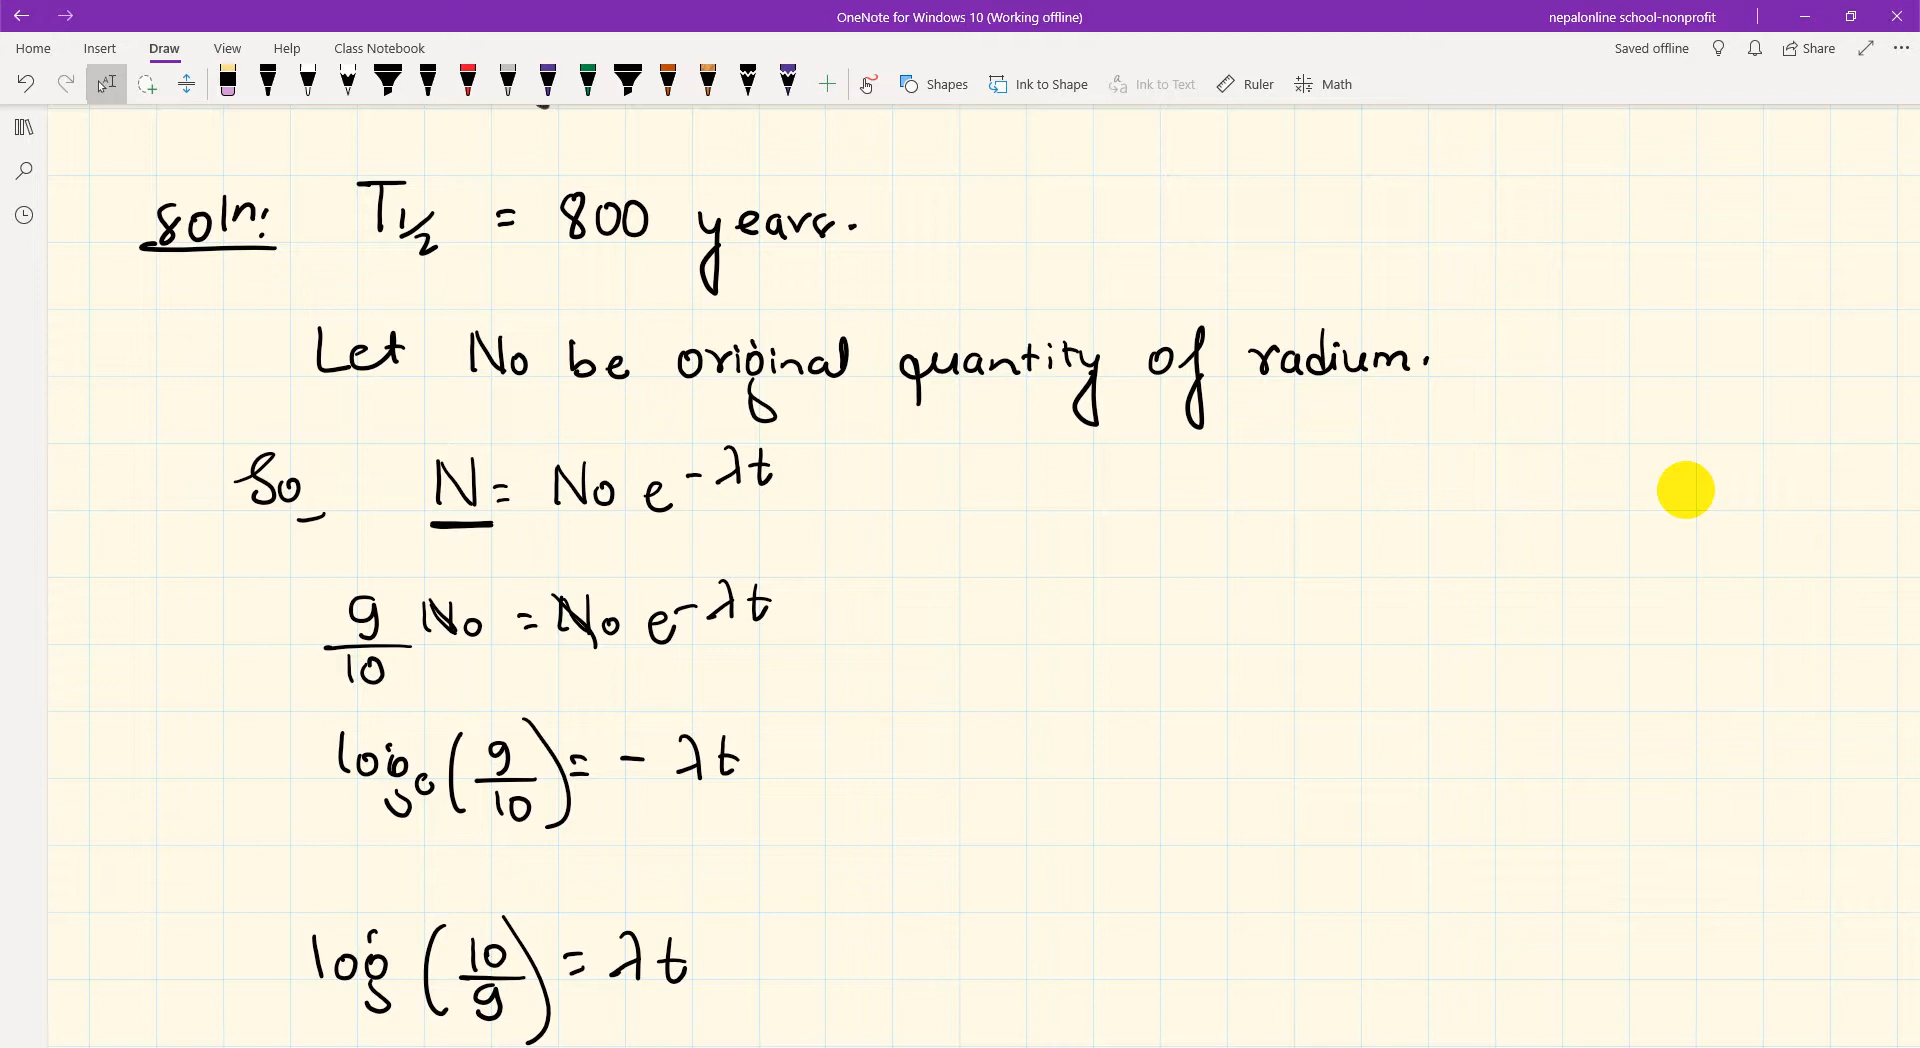 OneNote for Windows 10 (Working offline)
nepalonline school-nonprofit
Home Insert Draw View Help Class Notebook
Saved offline Share
Shapes Ink to Shape Ink to Text Ruler Math
soln: T1/2 = 800 years.
Let No be original quantity of radium.
So N = No e^-λt
9/10 No = No e^-λt
log e (9/10) = - λt
log (10/9) = λt